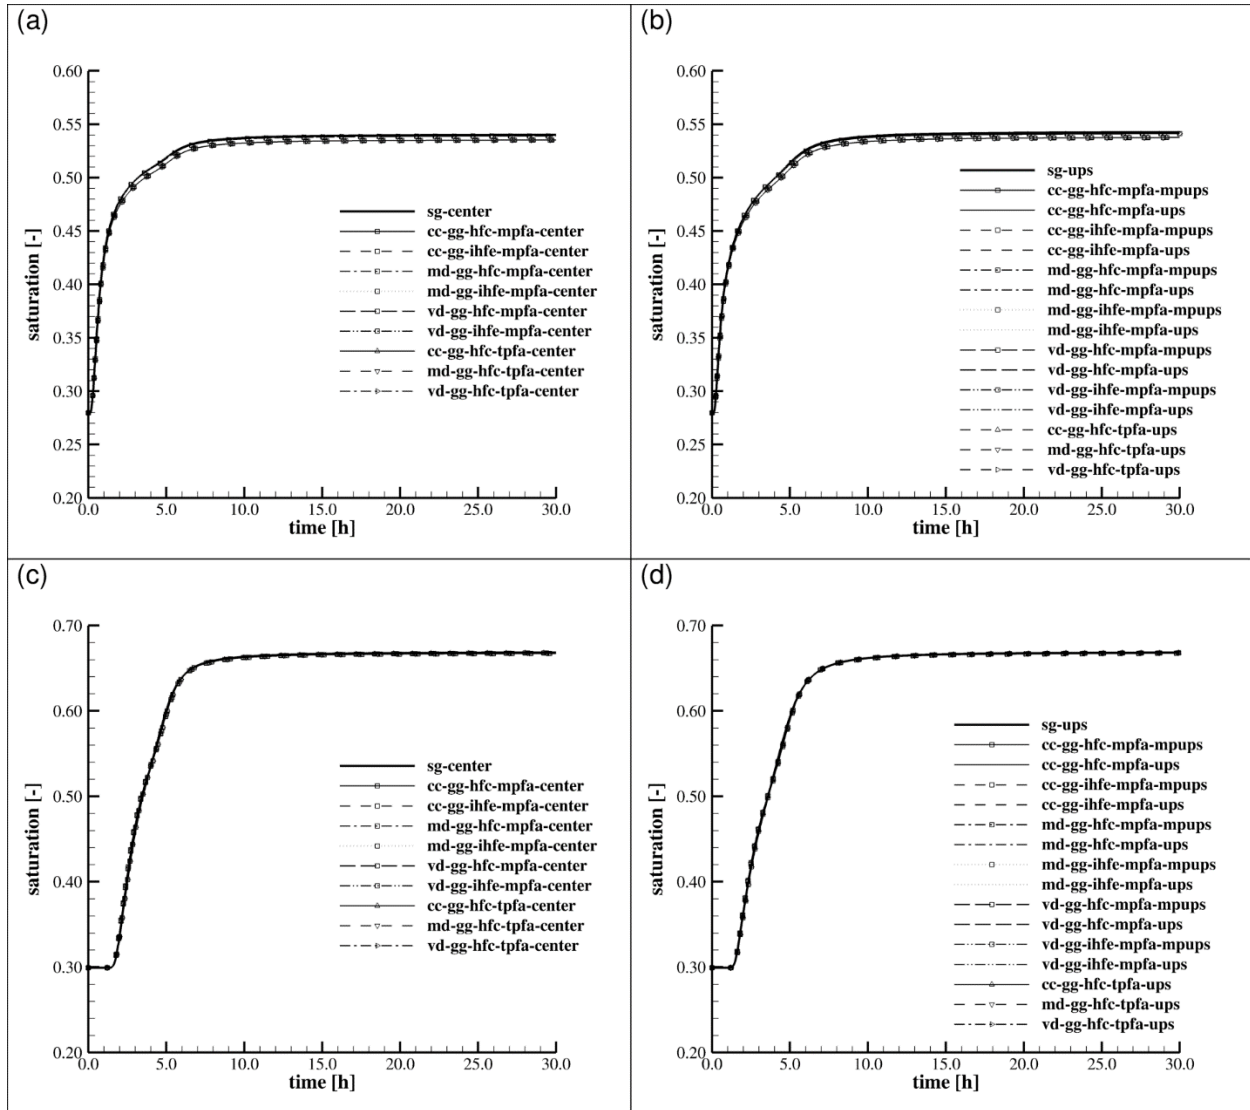 (a)
0.60
0.55
0.50
0.45
0.40
0.35
0.30
0.25
0.20
saturation [-]
0.0 5.0 10.0 15.0 20.0 25.0 30.0
time [h]
sg-center
cc-gg-hfc-mpfa-center
cc-gg-ihfe-mpfa-center
md-gg-hfc-mpfa-center
md-gg-ihfe-mpfa-center
vd-gg-hfc-mpfa-center
vd-gg-ihfe-mpfa-center
cc-gg-hfc-tpfa-center
md-gg-hfc-tpfa-center
vd-gg-hfc-tpfa-center
(b)
0.60
0.55
0.50
0.45
0.40
0.35
0.30
0.25
0.20
saturation [-]
0.0 5.0 10.0 15.0 20.0 25.0 30.0
time [h]
sg-ups
cc-gg-hfc-mpfa-mpups
cc-gg-hfc-mpfa-ups
cc-gg-ihfe-mpfa-mpups
cc-gg-ihfe-mpfa-ups
md-gg-hfc-mpfa-mpups
md-gg-hfc-mpfa-ups
md-gg-ihfe-mpfa-mpups
md-gg-ihfe-mpfa-ups
vd-gg-hfc-mpfa-mpups
vd-gg-hfc-mpfa-ups
vd-gg-ihfe-mpfa-mpups
vd-gg-ihfe-mpfa-ups
cc-gg-hfc-tpfa-ups
md-gg-hfc-tpfa-ups
vd-gg-hfc-tpfa-ups
(c)
0.70
0.60
0.50
0.40
0.30
0.20
saturation [-]
0.0 5.0 10.0 15.0 20.0 25.0 30.0
time [h]
sg-center
cc-gg-hfc-mpfa-center
cc-gg-ihfe-mpfa-center
md-gg-hfc-mpfa-center
md-gg-ihfe-mpfa-center
vd-gg-hfc-mpfa-center
vd-gg-ihfe-mpfa-center
cc-gg-hfc-tpfa-center
md-gg-hfc-tpfa-center
vd-gg-hfc-tpfa-center
(d)
0.70
0.60
0.50
0.40
0.30
0.20
saturation [-]
0.0 5.0 10.0 15.0 20.0 25.0 30.0
time [h]
sg-ups
cc-gg-hfc-mpfa-mpups
cc-gg-hfc-mpfa-ups
cc-gg-ihfe-mpfa-mpups
cc-gg-ihfe-mpfa-ups
md-gg-hfc-mpfa-mpups
md-gg-hfc-mpfa-ups
md-gg-ihfe-mpfa-mpups
md-gg-ihfe-mpfa-ups
vd-gg-hfc-mpfa-mpups
vd-gg-hfc-mpfa-ups
vd-gg-ihfe-mpfa-mpups
vd-gg-ihfe-mpfa-ups
cc-gg-hfc-tpfa-ups
md-gg-hfc-tpfa-ups
vd-gg-hfc-tpfa-ups